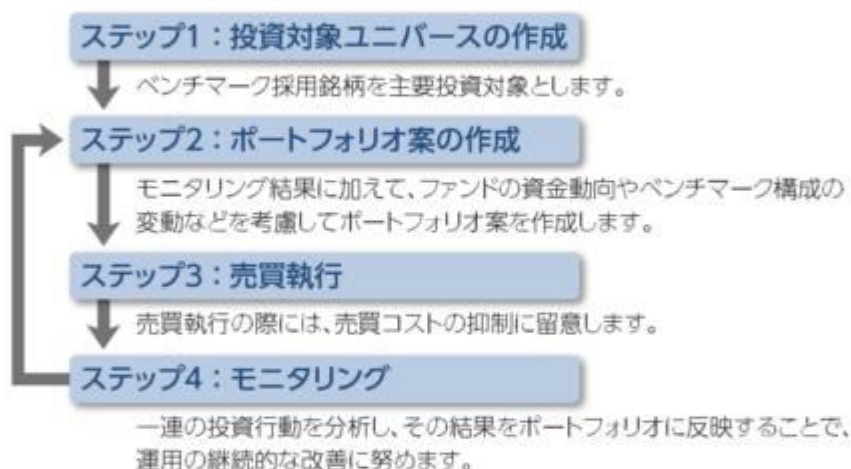 ステップ1：投資対象ユニバースの作成
ベンチマーク採用銘柄を主要投資対象とします。
ステップ2：ポートフォリオ案の作成
モニタリング結果に加えて、ファンドの資金動向やベンチマーク構成の
変動などを考慮してポートフォリオ案を作成します。
ステップ3：売買執行
売買執行の際には、売買コストの抑制に留意します。
ステップ4：モニタリング
一連の投資行動を分析し、その結果をポートフォリオに反映することで、
運用の継続的な改善に努めます。